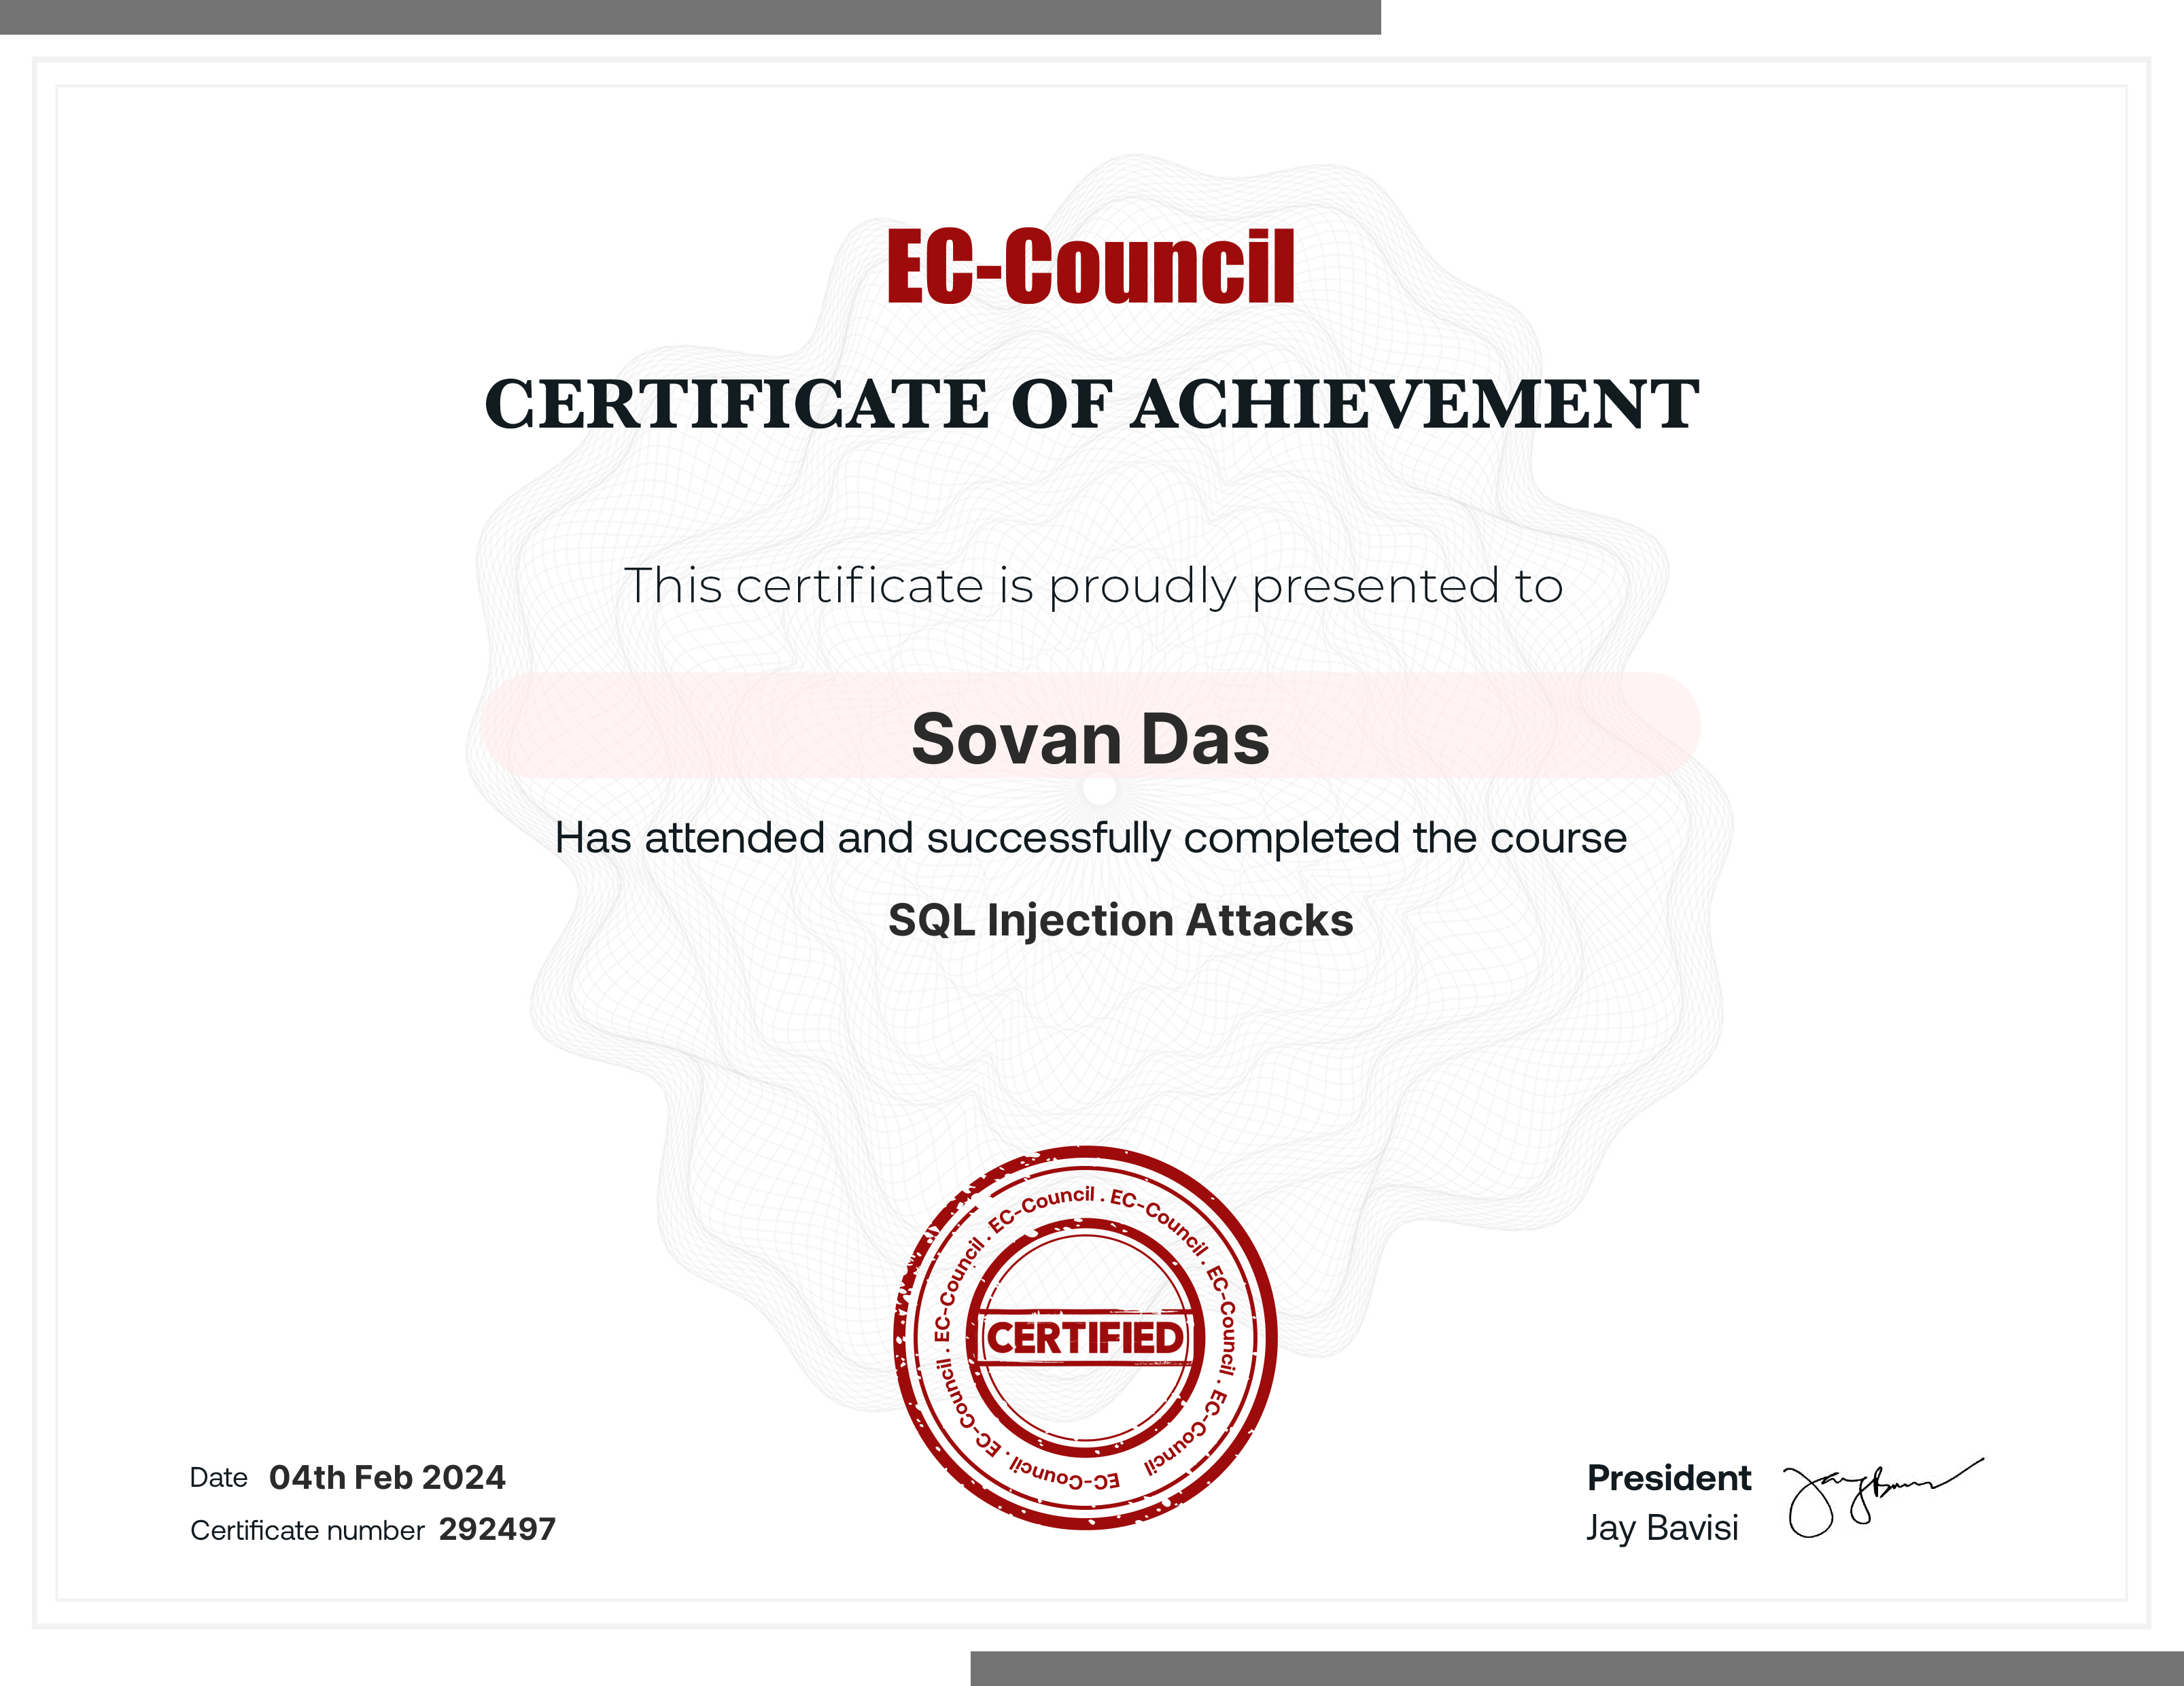 EC-Council
CERTIFICATE OF ACHIEVEMENT
This certificate is proudly presented to
Sovan Das
Has attended and successfully completed the course
SQL Injection Attacks
EC-Council . EC-Council . EC-Council . EC-Council . EC-Council . EC-Council . EC-Council
CERTIFIED
Date 04th Feb 2024
Certificate number 292497
President
Jay Bavisi